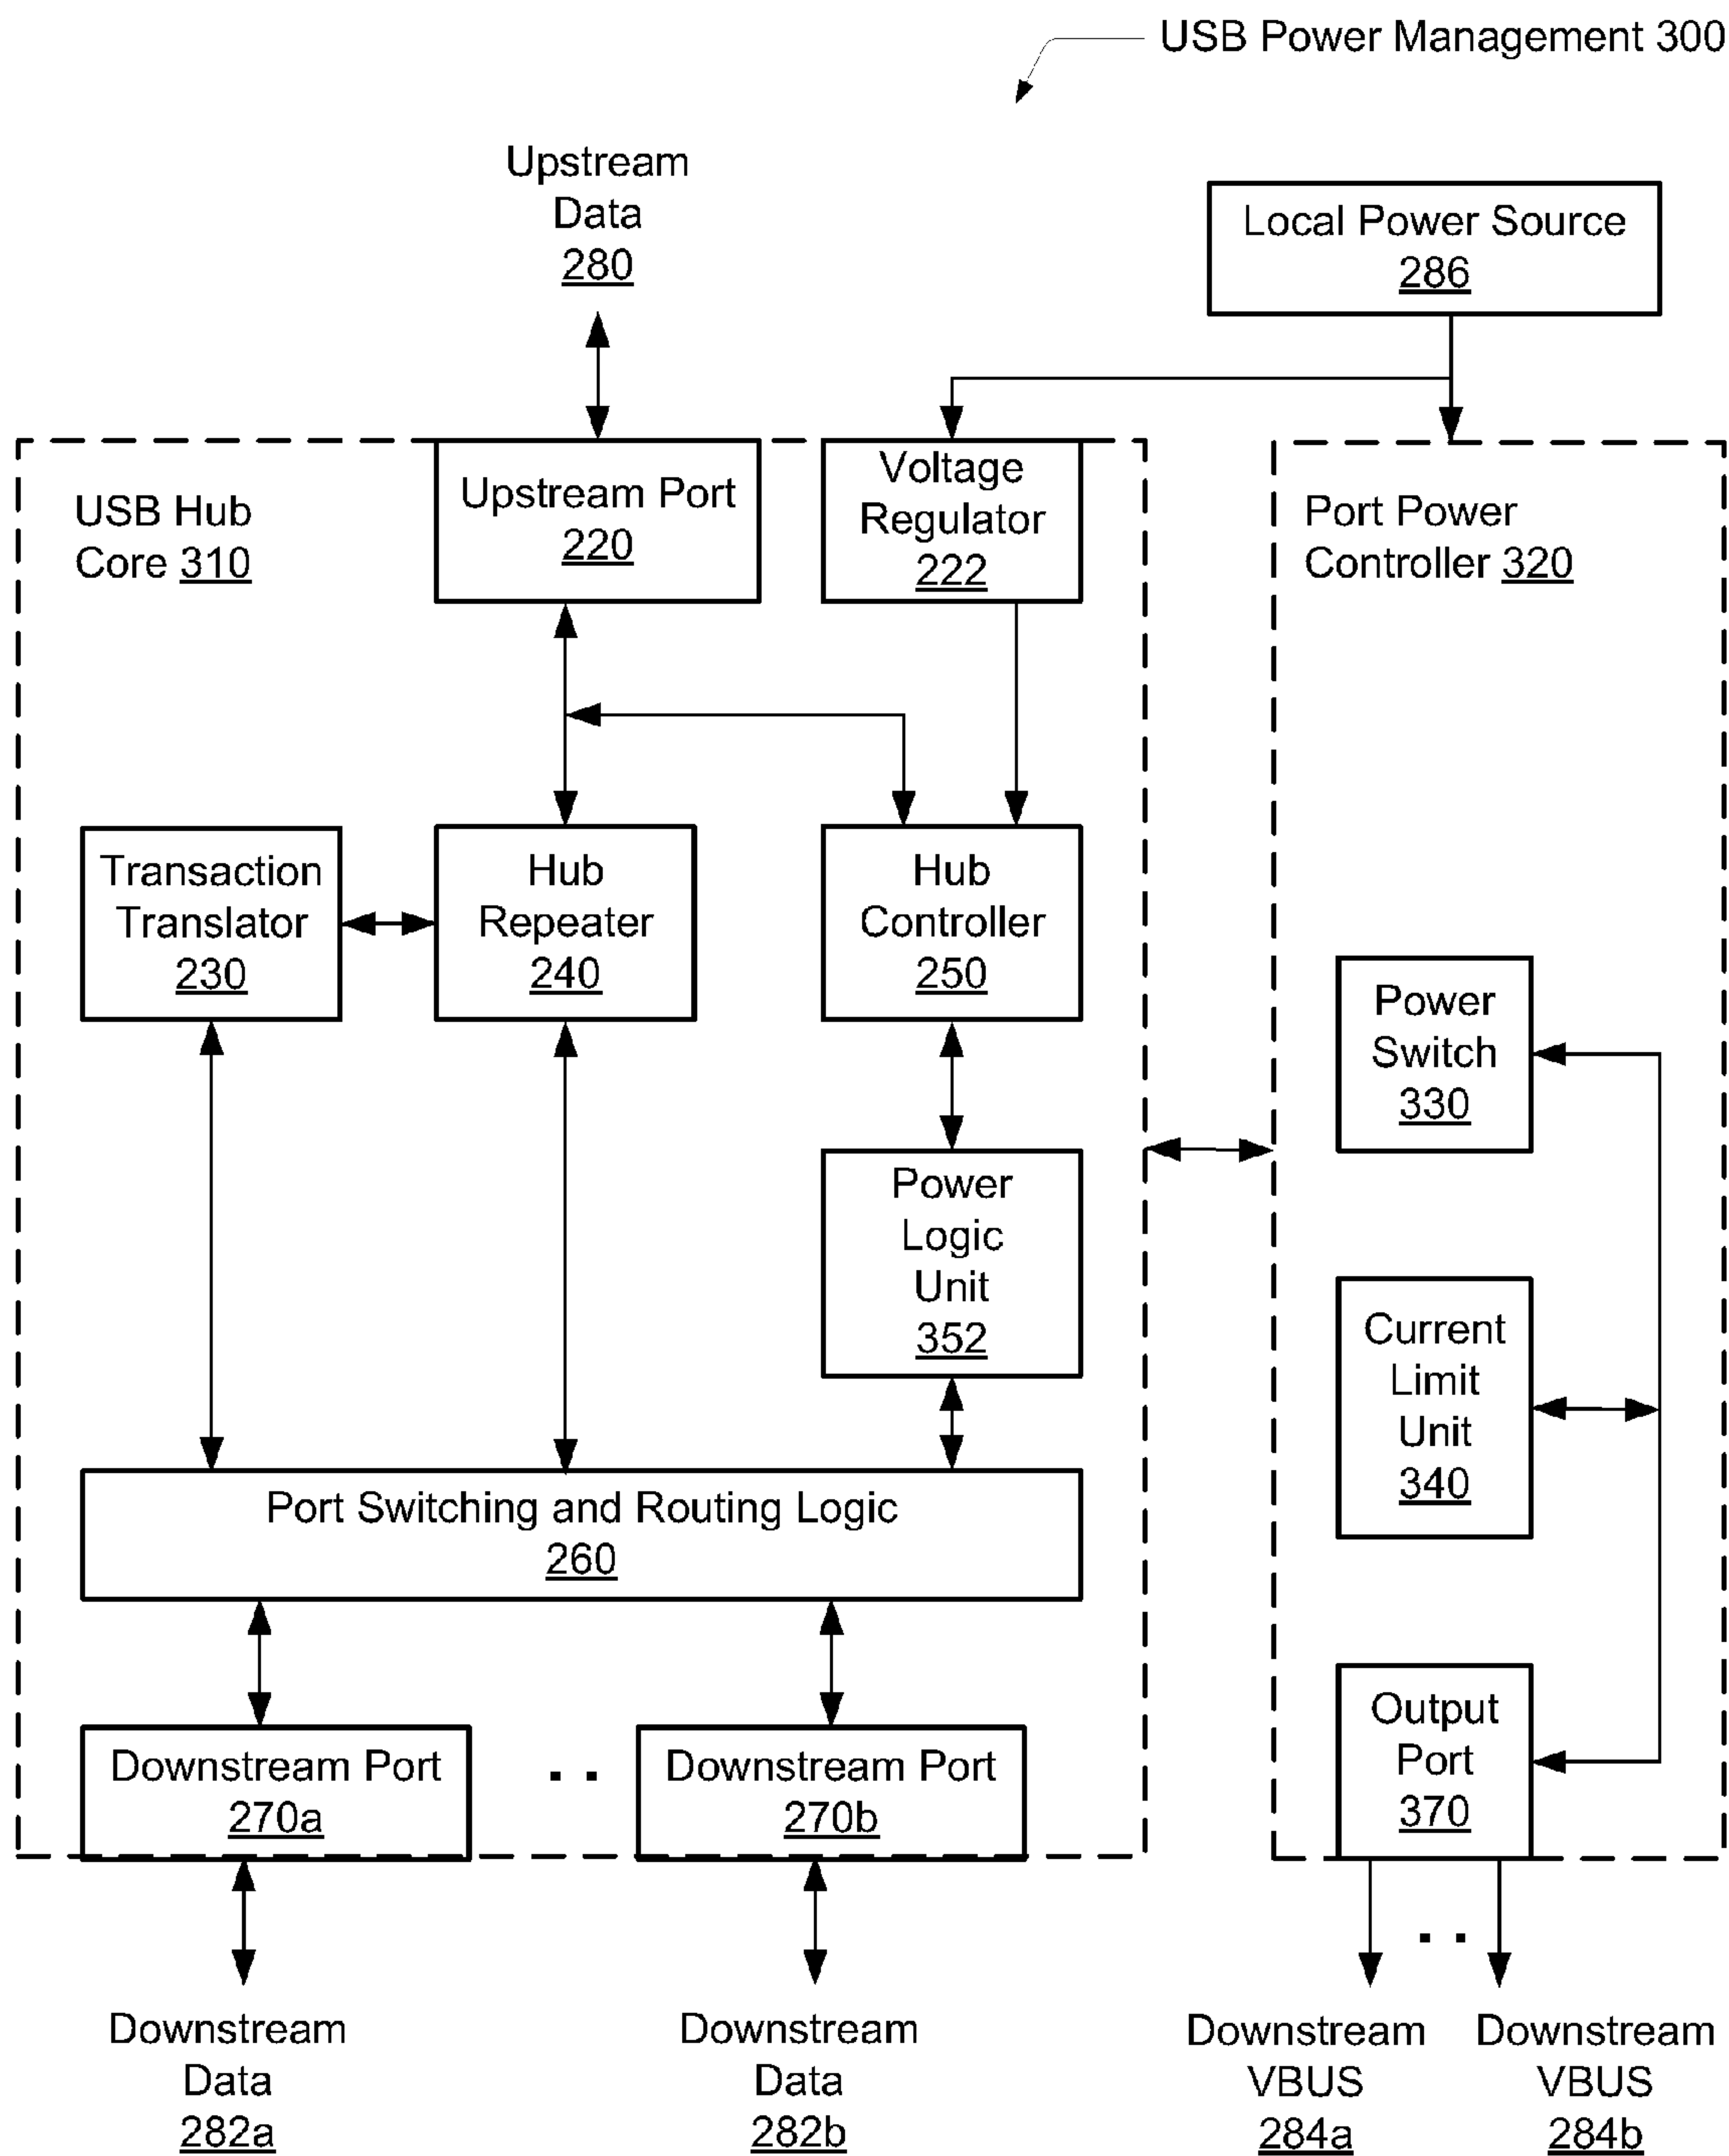 USB Power Management 300
Upstream
Data
280
Local Power Source
286
USB Hub
Core 310
Upstream Port
220
Voltage
Regulator
222
Port Power
Controller 320
Transaction
Translator
230
Hub
Repeater
240
Hub
Controller
250
Power
Switch
330
Power
Logic
Unit
352
Current
Limit
Unit
340
Port Switching and Routing Logic
260
Downstream Port
270a
. .
Downstream Port
270b
Output
Port
370
. .
Downstream
Data
282a
Downstream
Data
282b
Downstream
VBUS
284a
Downstream
VBUS
284b